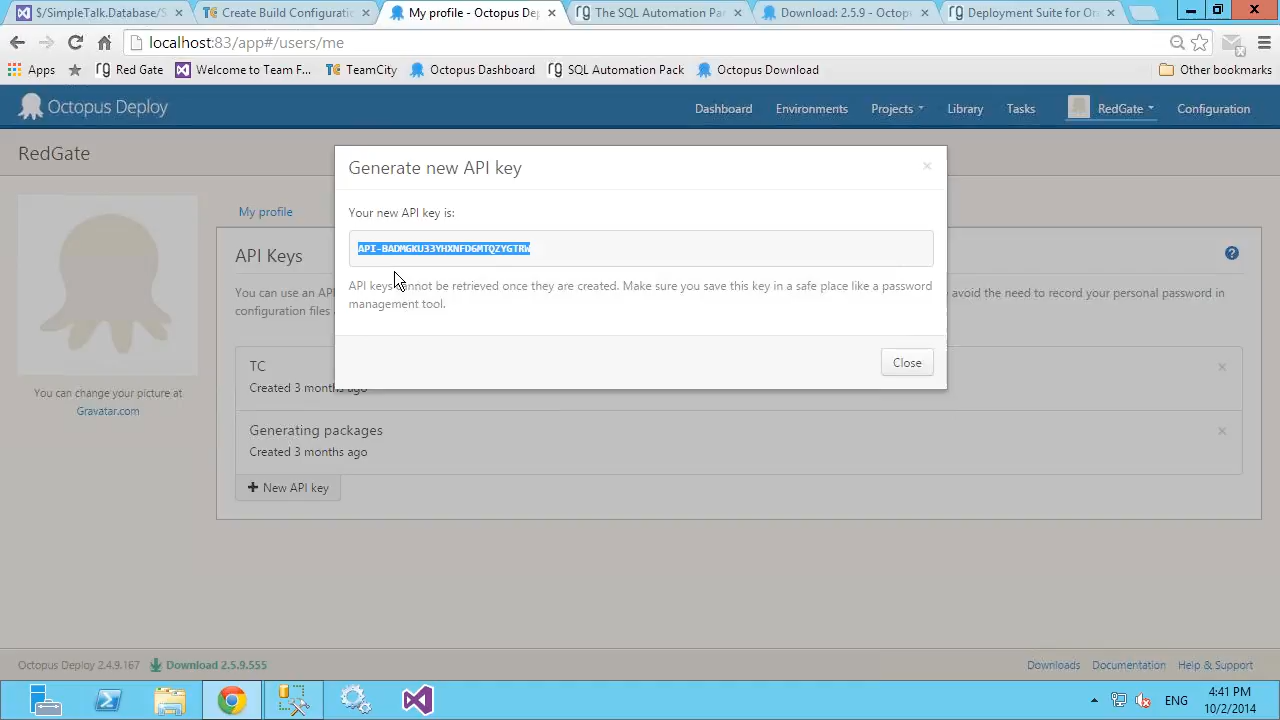 $/SimpleTalk.Database/S
Create Build Configuratio
My profile - Octopus De
The SQL Automation Pa
Download: 2.5.9 - Octop
Deployment Suite for Or
localhost:83/app#/users/me
Apps
Red Gate
Welcome to Team F...
TeamCity
Octopus Dashboard
SQL Automation Pack
Octopus Download
Other bookmarks
Octopus Deploy
Dashboard
Environments
Projects
Library
Tasks
RedGate
Configuration
RedGate
Generate new API key
Your new API key is:
API-BADMGKU33YHXNFDGMTQZYGTRW
API keys cannot be retrieved once they are created. Make sure you save this key in a safe place like a password
management tool.
Close
You can change your picture at
Gravatar.com
My profile
API Keys
You can use an API
avoid the need to record your personal password in
configuration files
TC
Created 3 months ago
Generating packages
Created 3 months ago
+ New API key
Octopus Deploy 2.4.9.167
Download 2.5.9.555
Downloads
Documentation
Help & Support
ENG
4:41 PM
10/2/2014